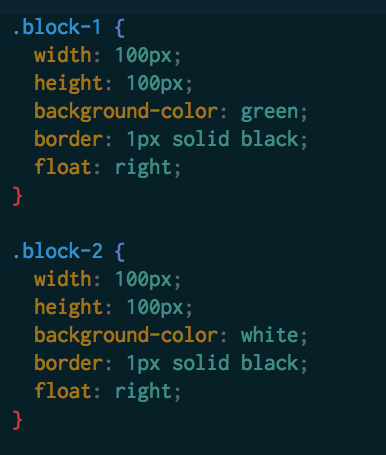 .block-1 {
  width: 100px;
  height: 100px;
  background-color: green;
  border: 1px solid black;
  float: right;
}

.block-2 {
  width: 100px;
  height: 100px;
  background-color: white;
  border: 1px solid black;
  float: right;
}